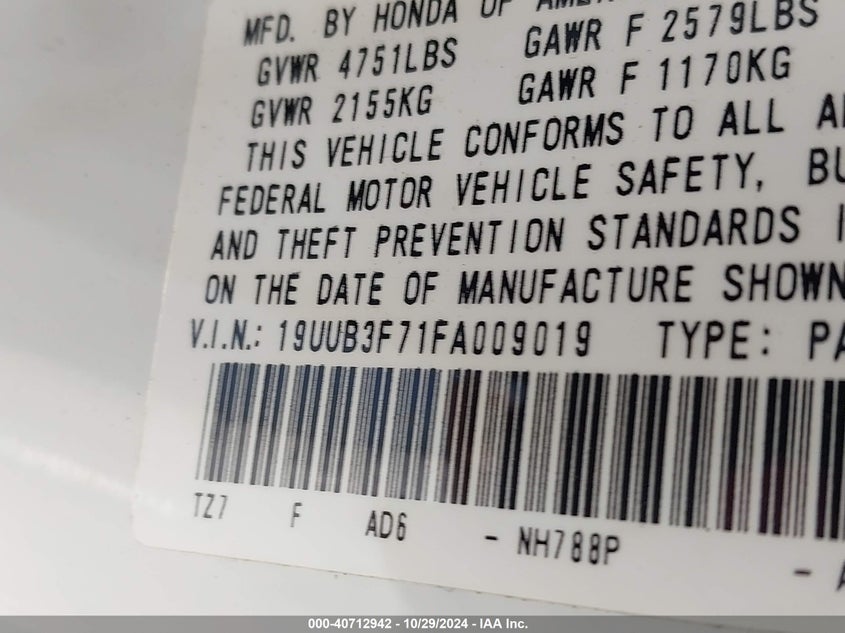 MFD. BY HONDA OF
GVWR 4751LBS GAWR F 2579LBS
GVWR 2155KG GAWR F 1170KG
THIS VEHICLE CONFORMS TO ALL
FEDERAL MOTOR VEHICLE SAFETY,
AND THEFT PREVENTION STANDARDS
ON THE DATE OF MANUFACTURE SHOWN
V.I.N.: 19UUB3F71FA009019 TYPE:
TZ7 F AD6 - NH788P -
000-40712942 - 10/29/2024 - IAA Inc.